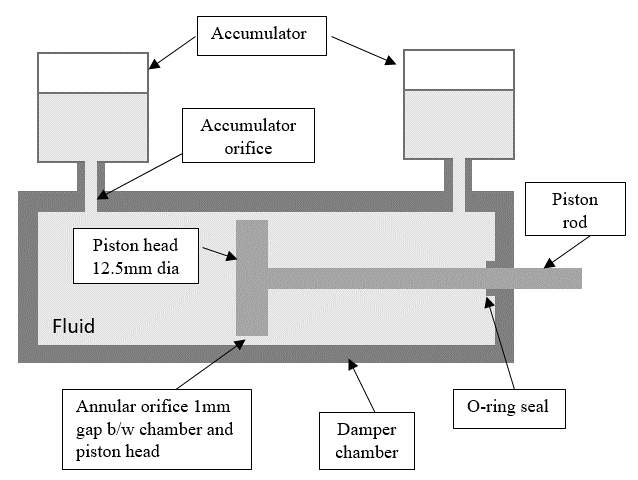 Accumulator
Accumulator
orifice
Piston
rod
Piston head
12.5mm dia
Fluid
Annular orifice 1mm
gap b/w chamber and
piston head
Damper
chamber
O-ring seal